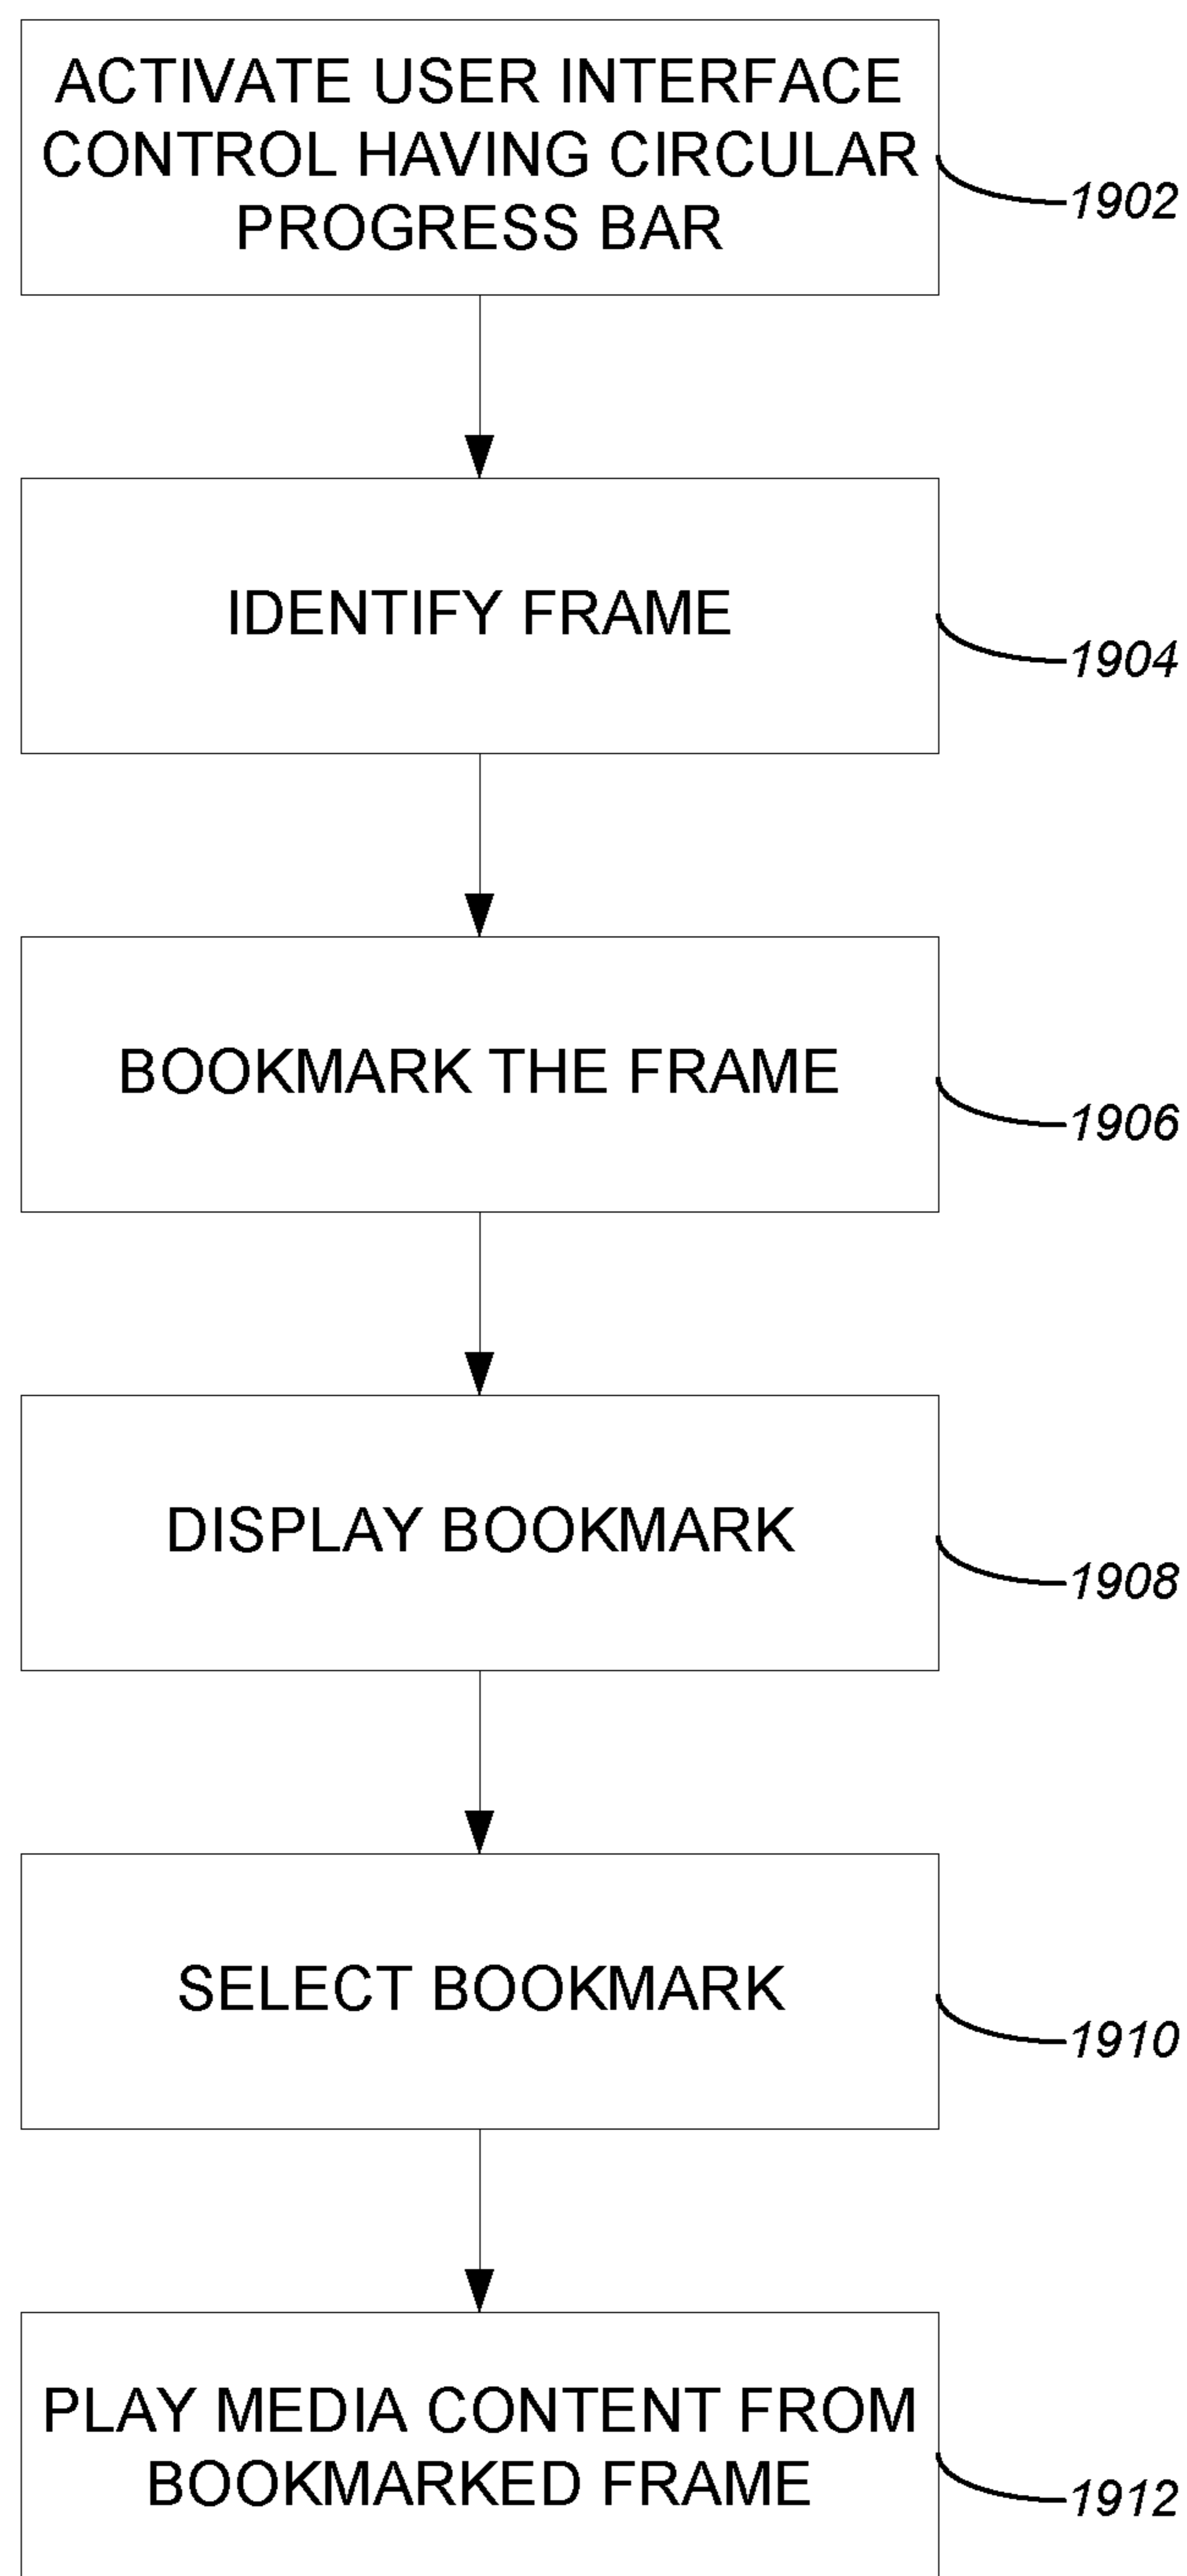 ACTIVATE USER INTERFACE
CONTROL HAVING CIRCULAR
PROGRESS BAR
1902
IDENTIFY FRAME
1904
BOOKMARK THE FRAME
1906
DISPLAY BOOKMARK
1908
SELECT BOOKMARK
1910
PLAY MEDIA CONTENT FROM
BOOKMARKED FRAME
1912